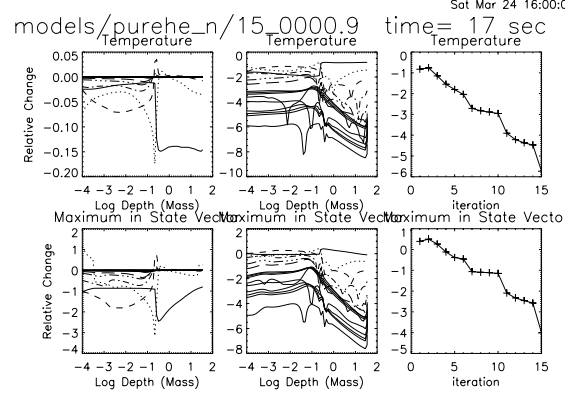 Sat Mar 24 16:00:0
models/purehe_n/15_0000.9 time= 17 sec
Temperature Temperature Temperature
Relative Change
0.05
0.00
-0.05
-0.10
-0.15
-0.20
-4 -3 -2 -1 0 1 2
Log Depth (Mass)
0
-2
-4
-6
-8
-10
-4 -3 -2 -1 0 1 2
Log Depth (Mass)
0
-1
-2
-3
-4
-5
-6
0 5 10 15
iteration
Maximum in State Vector Maximum in State Vector Maximum in State Vecto
Relative Change
2
1
0
-1
-2
-3
-4
-4 -3 -2 -1 0 1 2
Log Depth (Mass)
2
0
-2
-4
-6
-8
-4 -3 -2 -1 0 1 2
Log Depth (Mass)
1
0
-1
-2
-3
-4
-5
0 5 10 15
iteration